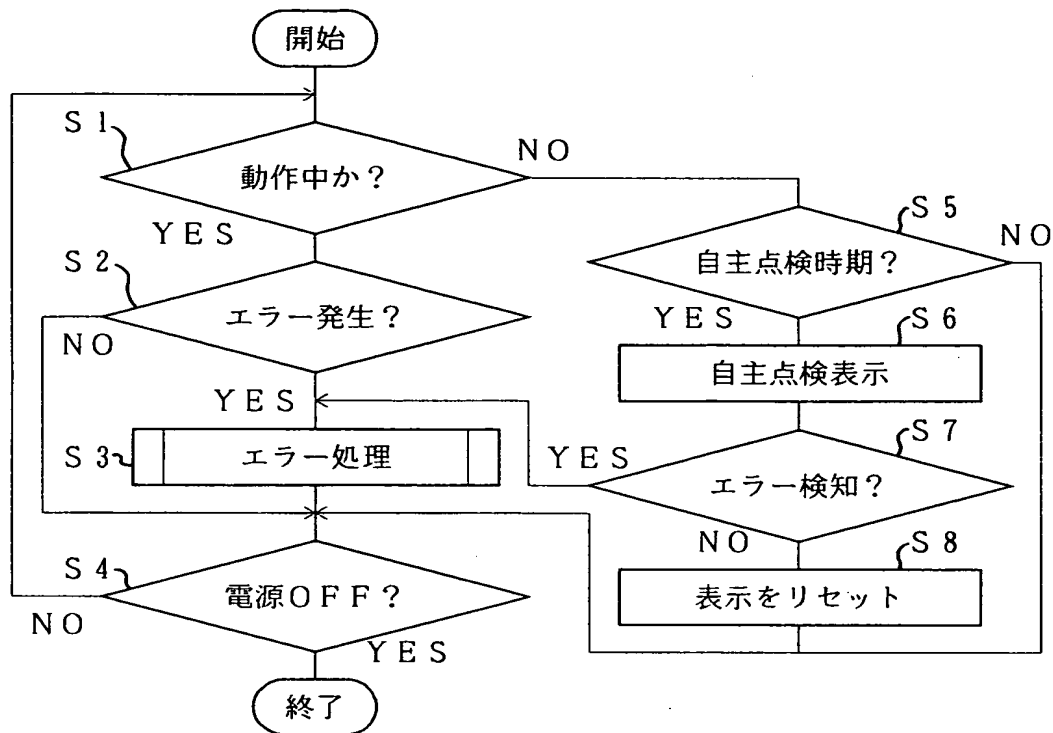 開始
S1
動作中か？
NO
YES
S2
エラー発生？
NO
YES
S3
エラー処理
S4
電源OFF？
NO
YES
終了
S5
自主点検時期？
NO
YES
S6
自主点検表示
S7
エラー検知？
YES
NO
S8
表示をリセット